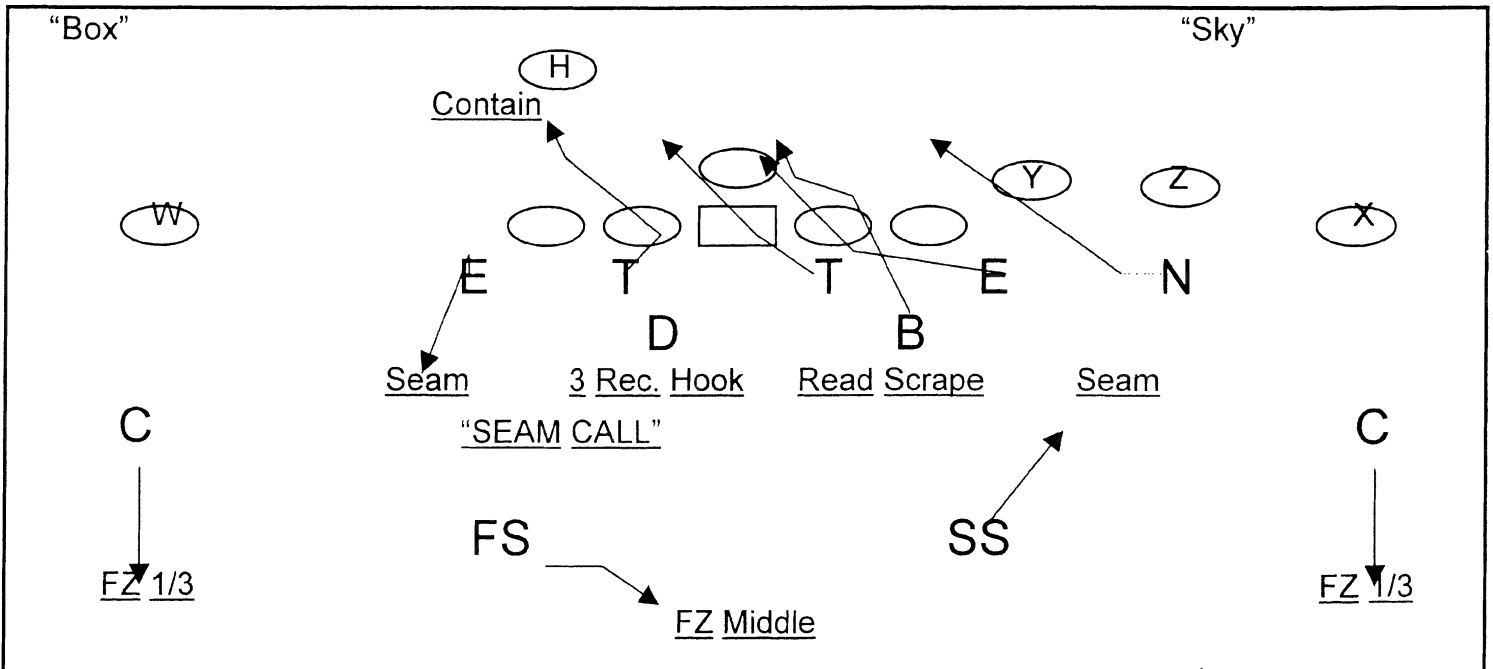 “Box” “Sky”
H
Contain
Y Z
W X
E T T E N
D B
Seam 3 Rec. Hook Read Scrape Seam
C “SEAM CALL” C
FS SS
FZ 1/3 FZ 1/3
FZ Middle